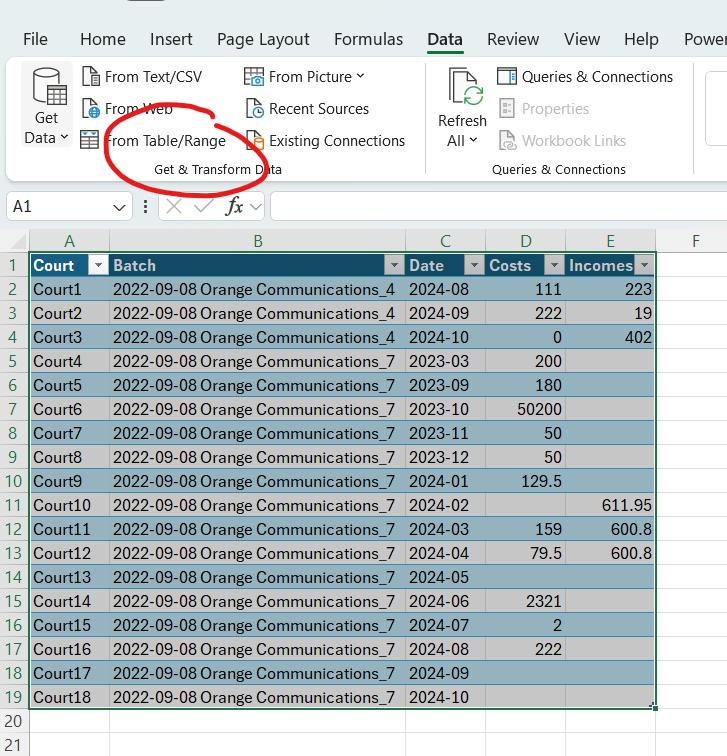 File Home Insert Page Layout Formulas Data Review View Help Power
Get Data
From Text/CSV
From Web
From Table/Range
From Picture
Recent Sources
Existing Connections
Get & Transform Data
Refresh All
Queries & Connections
Properties
Workbook Links
Queries & Connections
A1 fx
A B C D E F
1 Court Batch Date Costs Incomes
2 Court1 2022-09-08 Orange Communications_4 2024-08 111 223
3 Court2 2022-09-08 Orange Communications_4 2024-09 222 19
4 Court3 2022-09-08 Orange Communications_4 2024-10 0 402
5 Court4 2022-09-08 Orange Communications_7 2023-03 200
6 Court5 2022-09-08 Orange Communications_7 2023-09 180
7 Court6 2022-09-08 Orange Communications_7 2023-10 50200
8 Court7 2022-09-08 Orange Communications_7 2023-11 50
9 Court8 2022-09-08 Orange Communications_7 2023-12 50
10 Court9 2022-09-08 Orange Communications_7 2024-01 129.5
11 Court10 2022-09-08 Orange Communications_7 2024-02 611.95
12 Court11 2022-09-08 Orange Communications_7 2024-03 159 600.8
13 Court12 2022-09-08 Orange Communications_7 2024-04 79.5 600.8
14 Court13 2022-09-08 Orange Communications_7 2024-05
15 Court14 2022-09-08 Orange Communications_7 2024-06 2321
16 Court15 2022-09-08 Orange Communications_7 2024-07 2
17 Court16 2022-09-08 Orange Communications_7 2024-08 222
18 Court17 2022-09-08 Orange Communications_7 2024-09
19 Court18 2022-09-08 Orange Communications_7 2024-10
20
21